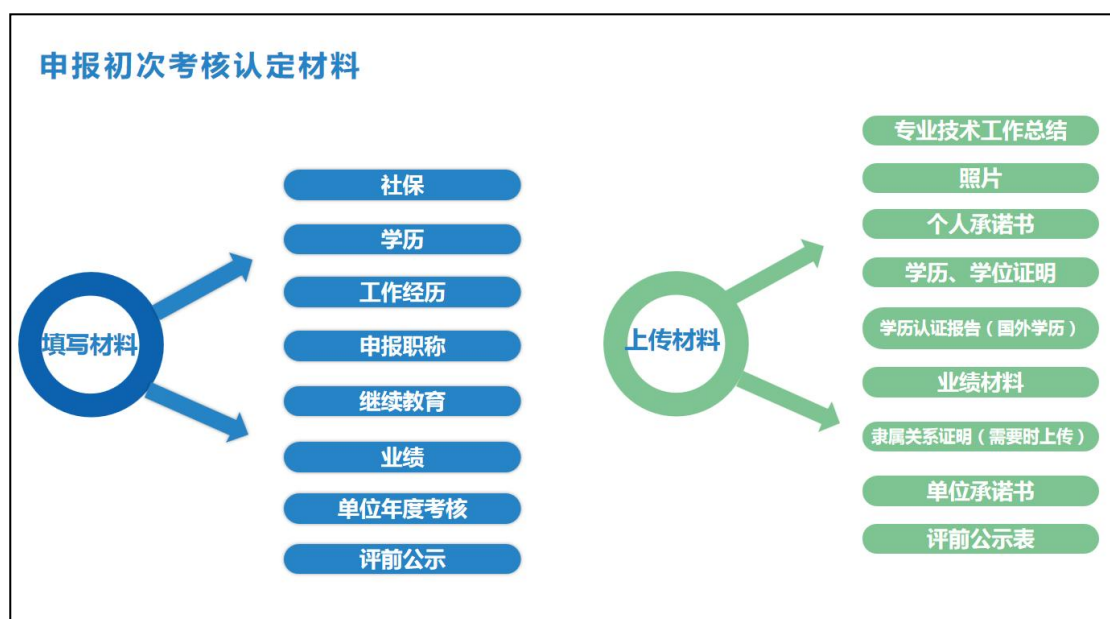 申报初次考核认定材料
填写材料
社保
学历
工作经历
申报职称
继续教育
业绩
单位年度考核
评前公示
上传材料
专业技术工作总结
照片
个人承诺书
学历、学位证明
学历认证报告（国外学历）
业绩材料
隶属关系证明（需要时上传）
单位承诺书
评前公示表